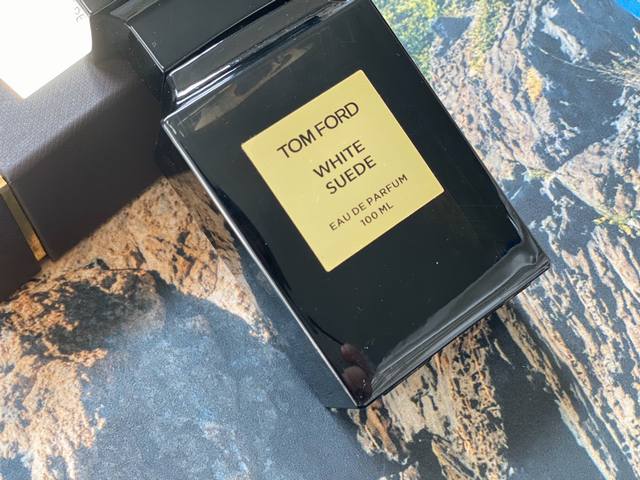 TOM FORD
WHITE
SUEDE
EAU DE PARFUM
100 ML